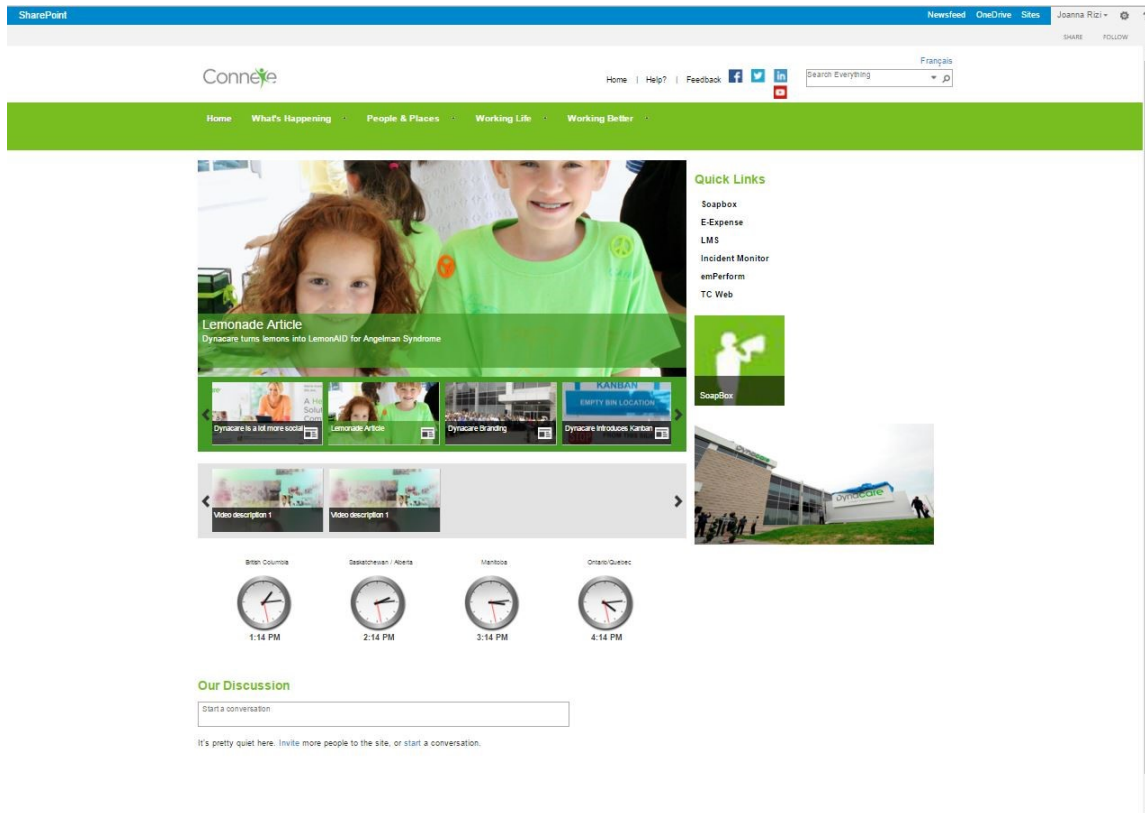 SharePoint
Newsfeed OneDrive Sites Joanna Rizi
SHARE FOLLOW
Français
Connexe
Home | Help? | Feedback
Search Everything
Home What's Happening People & Places Working Life Working Better
Lemonade Article
Dynacare turns lemons into LemonAID for Angelman Syndrome
KANBAN
EMPTY BIN LOCATION
Dynacare is a lot more social
Lemonade Article
Dynacare Branding
Dynacare Introduces Kanban
Video description 1
Video description 1
British Columbia
Saskatchewan / Alberta
Manitoba
Ontario/Quebec
1:14 PM
2:14 PM
3:14 PM
4:14 PM
Our Discussion
Start a conversation
It's pretty quiet here. Invite more people to the site, or start a conversation.
Quick Links
Soapbox
E-Expense
LMS
Incident Monitor
emPerform
TC Web
SoapBox
Dynacare